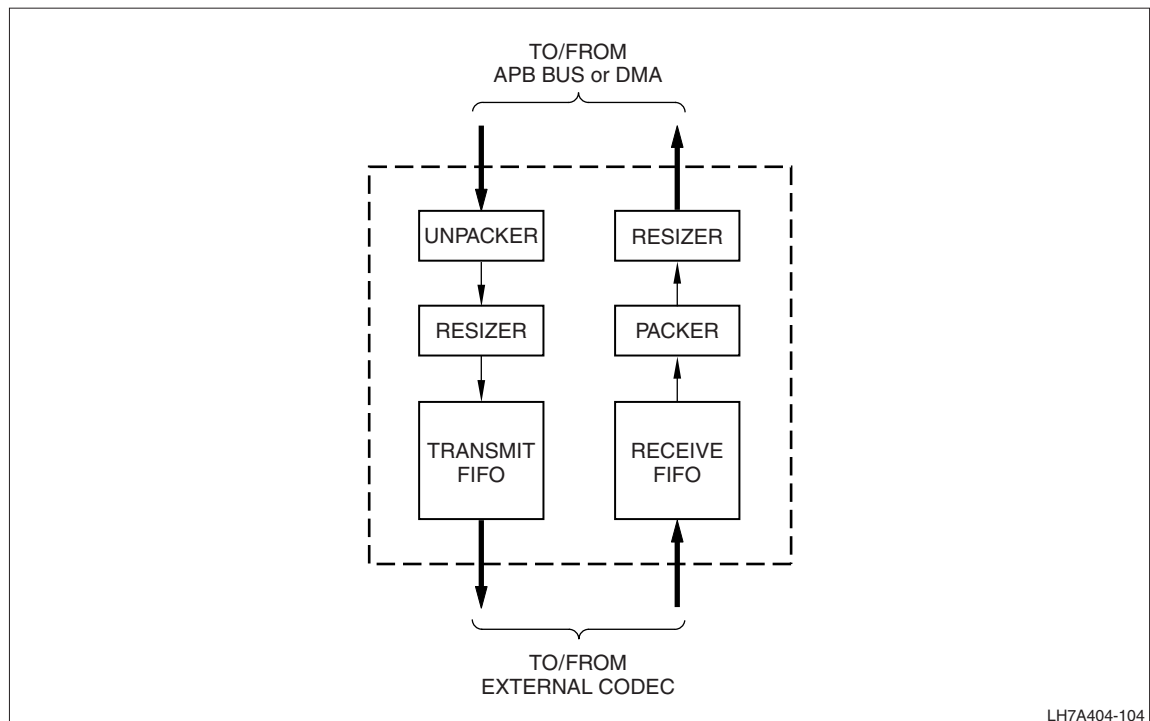 TO/FROM
APB BUS or DMA
UNPACKER
RESIZER
RESIZER
PACKER
TRANSMIT
FIFO
RECEIVE
FIFO
TO/FROM
EXTERNAL CODEC
LH7A404-104